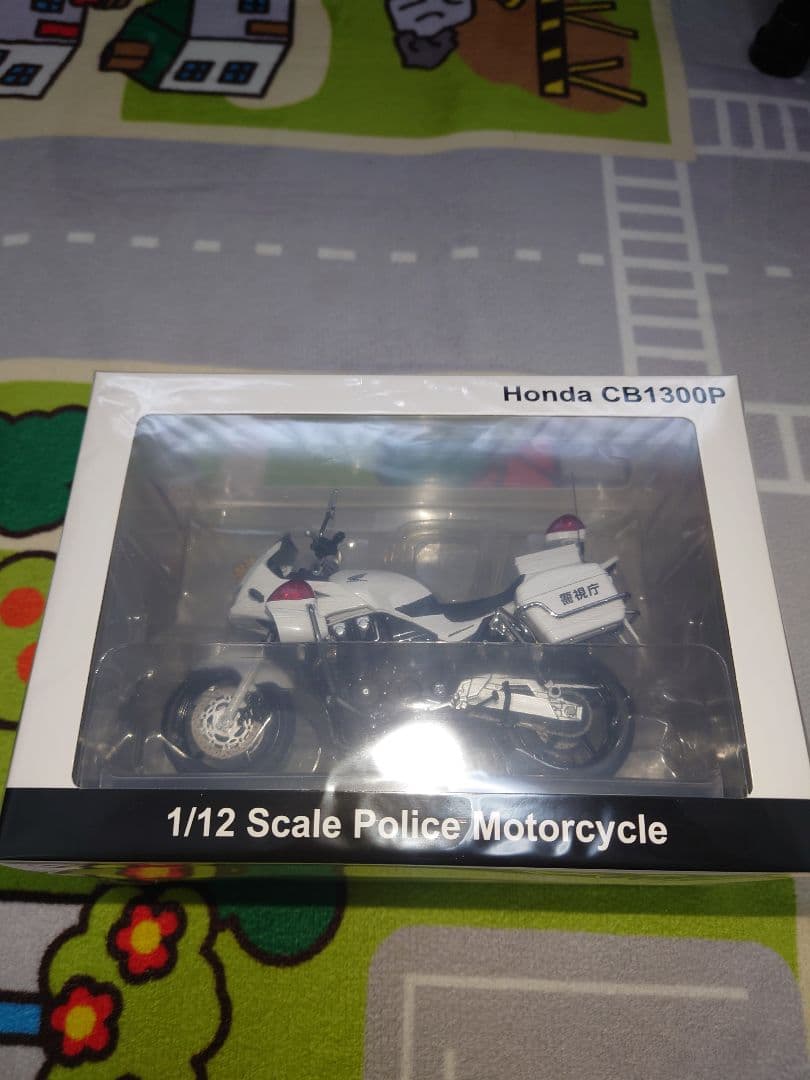 Honda CB1300P
警視庁
1/12 Scale Police Motorcycle